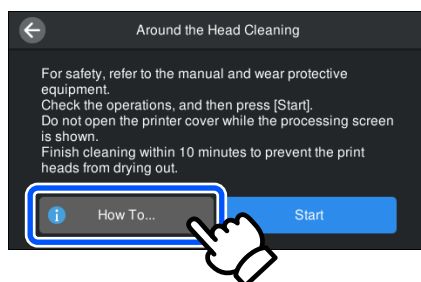 Around the Head Cleaning
For safety, refer to the manual and wear protective
equipment.
Check the operations, and then press [Start].
Do not open the printer cover while the processing screen
is shown.
Finish cleaning within 10 minutes to prevent the print
heads from drying out.
How To...
Start